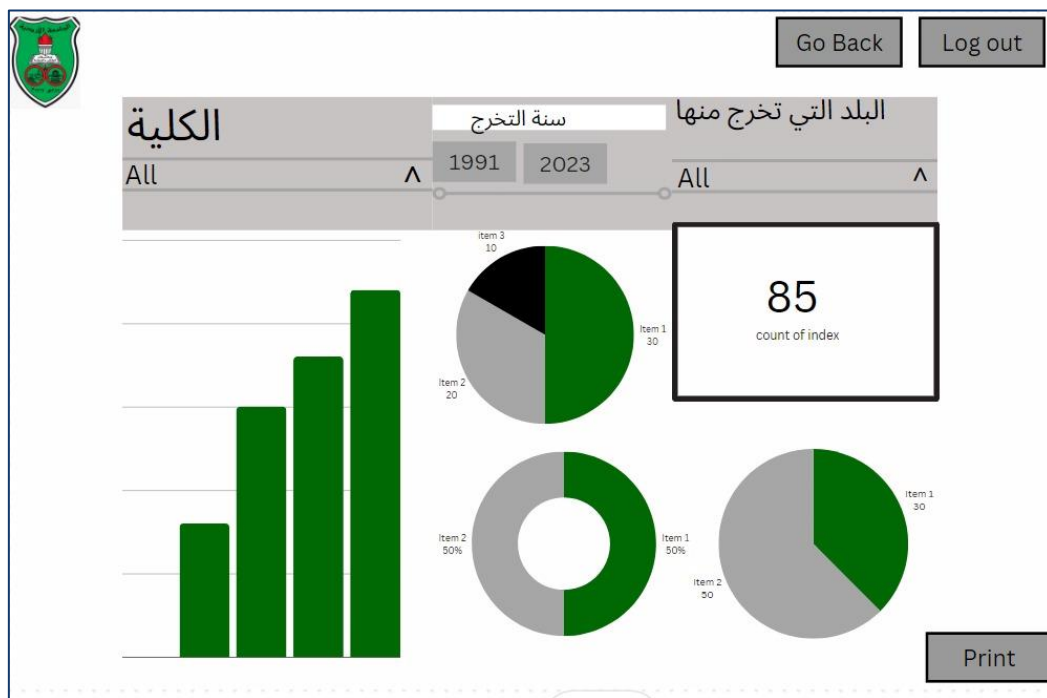 Go Back
Log out
الكلية
سنة التخرج
البلد التي تخرج منها
All ^
1991
2023
All ^
item 3
10
Item 1
30
Item 2
20
85
count of index
Item 2
50%
Item 1
50%
Item 1
30
Item 2
50
Print